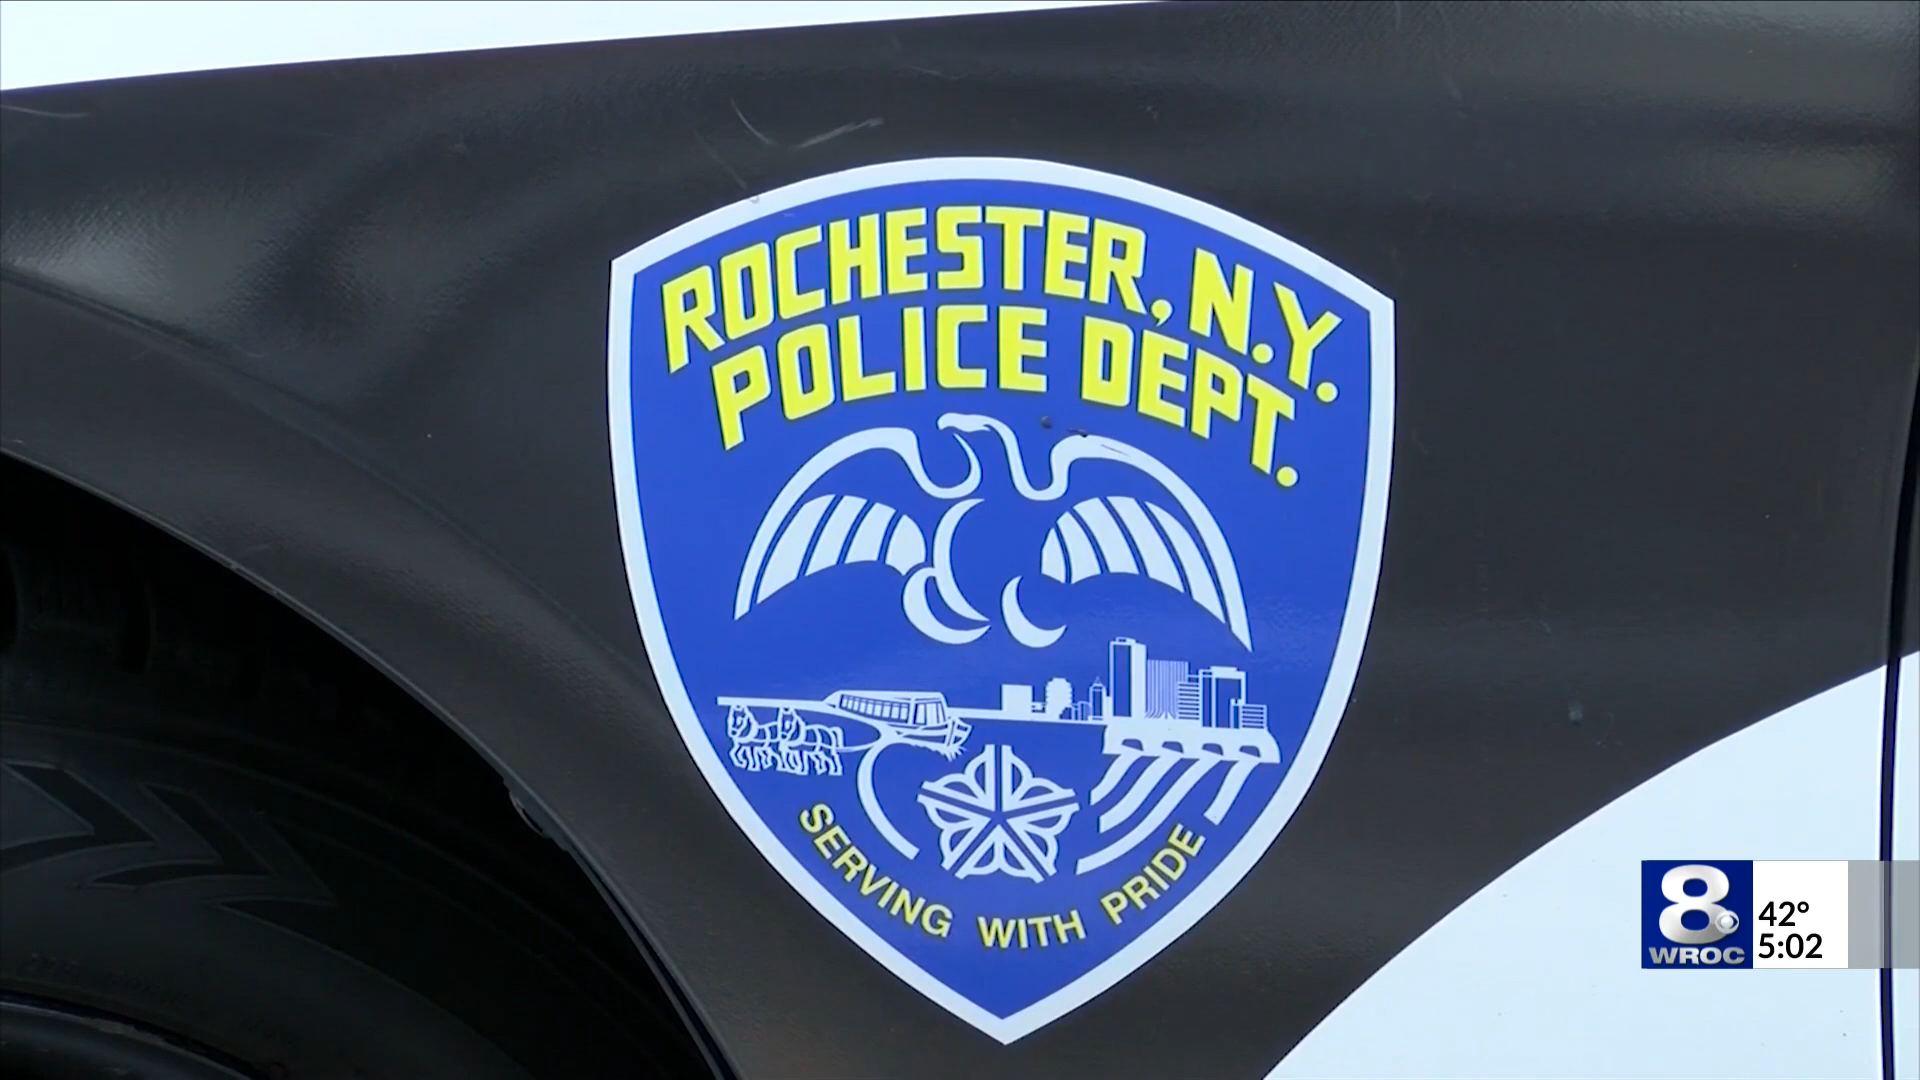 ROCHESTER, N.Y.
POLICE DEPT.
SERVING WITH PRIDE
8
WROC
42°
5:02